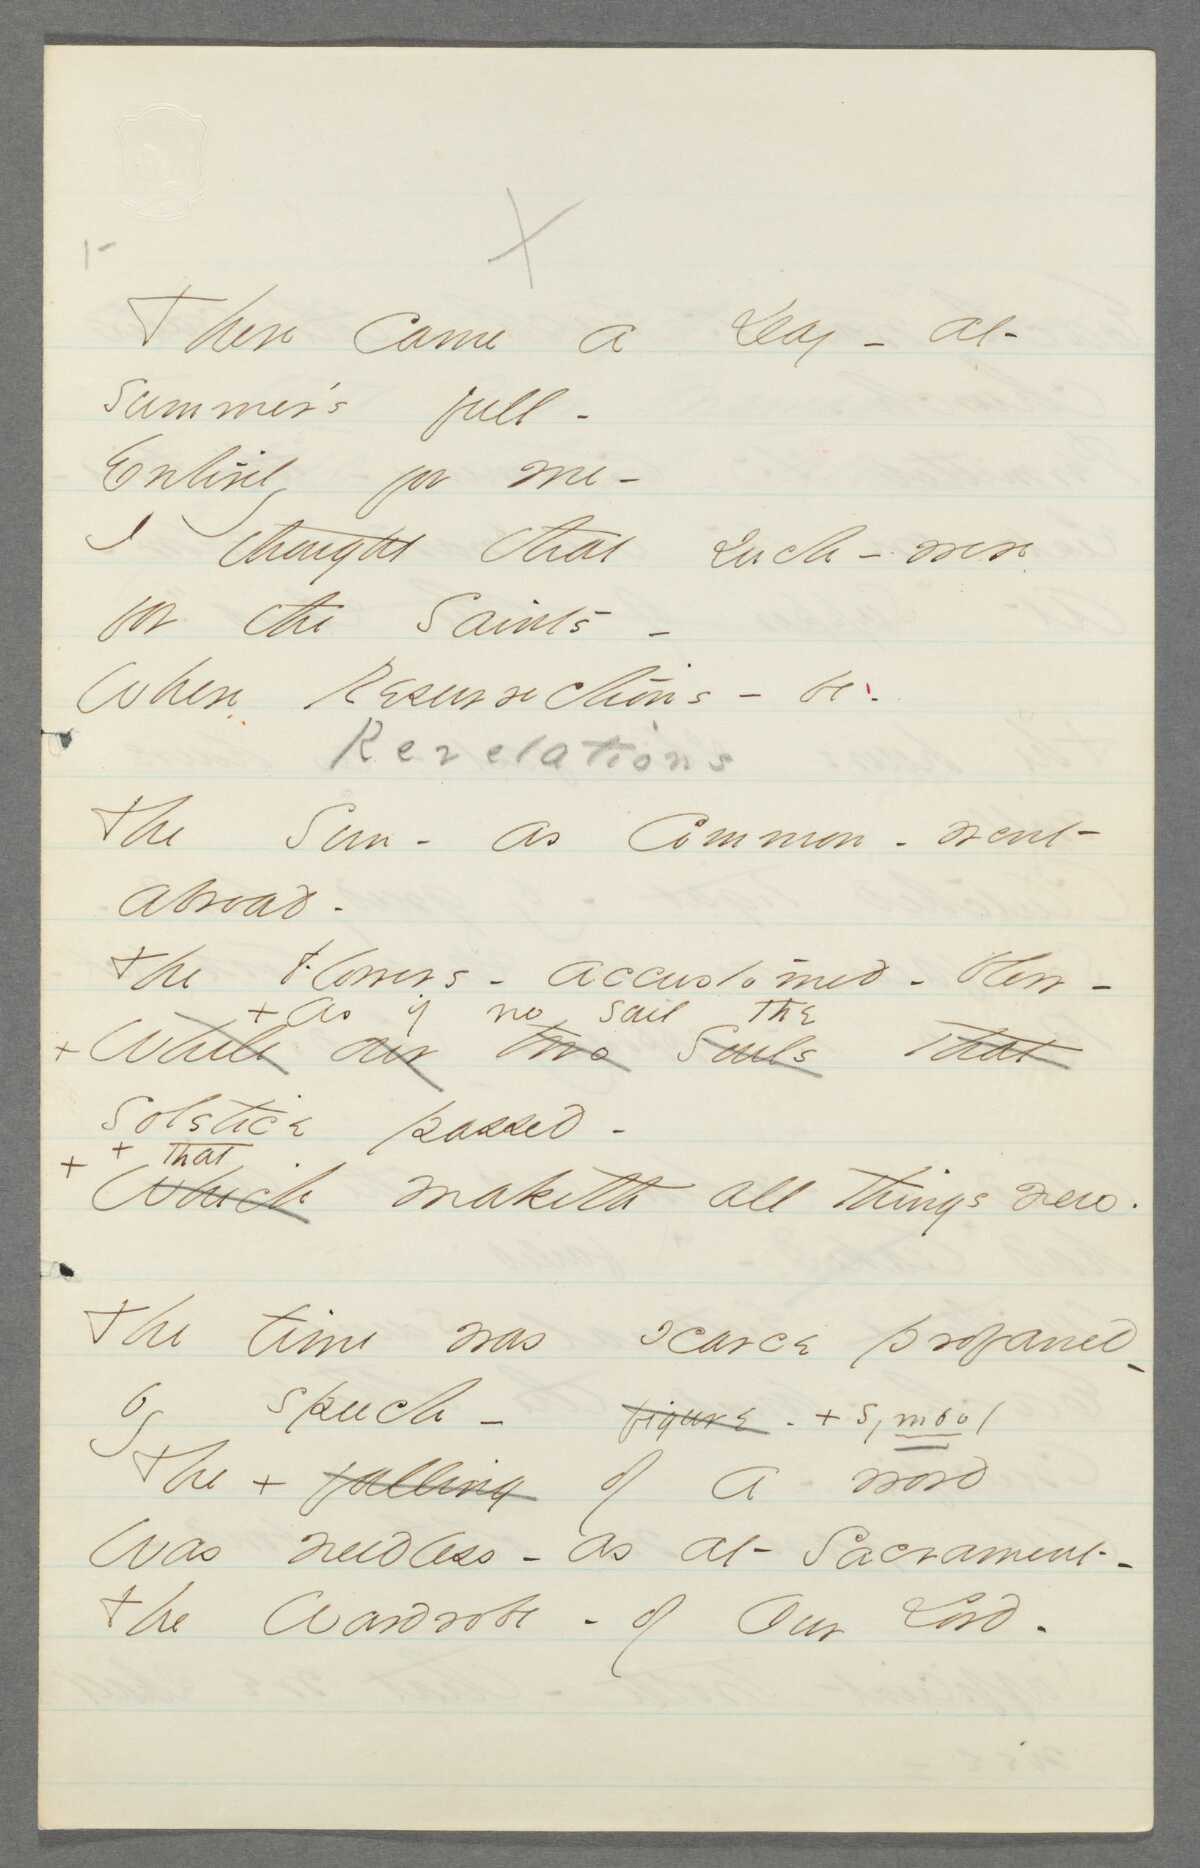 1-
X
There came a Day - at
Summer's full -
Entirely for me -
I thought that such - were
for the Saints -
Where Resurrections - be.
Revelations
The Sun - as Common - went
abroad -
The Flowers - accustomed - blew -
+ As if no sail the
+ While our two Souls that
Solstice passed -
+ that
+ Which maketh all things new.
The time was scarce profaned -
by speech - figure - + symbol
The + falling of a word
Was needless - as at Sacrament -
The Wardrobe - of Our Lord.